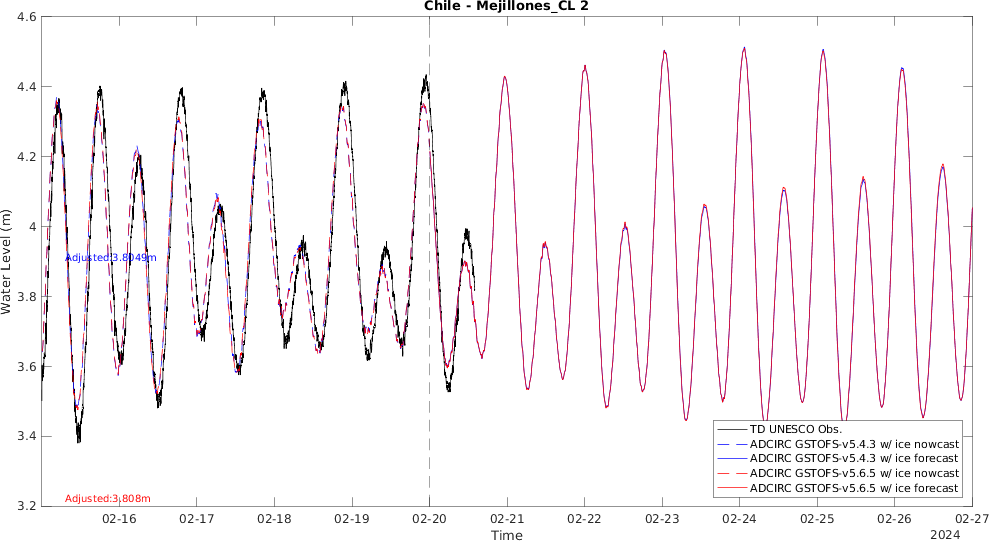 Chile - Mejillones_CL 2
4.6
4.4
4.2
4
3.8
3.6
3.4
3.2
Water Level (m)
Adjusted:3.8049m
Adjusted:3.808m
TD UNESCO Obs.
ADCIRC GSTOFS-v5.4.3 w/ ice nowcast
ADCIRC GSTOFS-v5.4.3 w/ ice forecast
ADCIRC GSTOFS-v5.6.5 w/ ice nowcast
ADCIRC GSTOFS-v5.6.5 w/ ice forecast
02-16 02-17 02-18 02-19 02-20 02-21 02-22 02-23 02-24 02-25 02-26 02-27
Time
2024